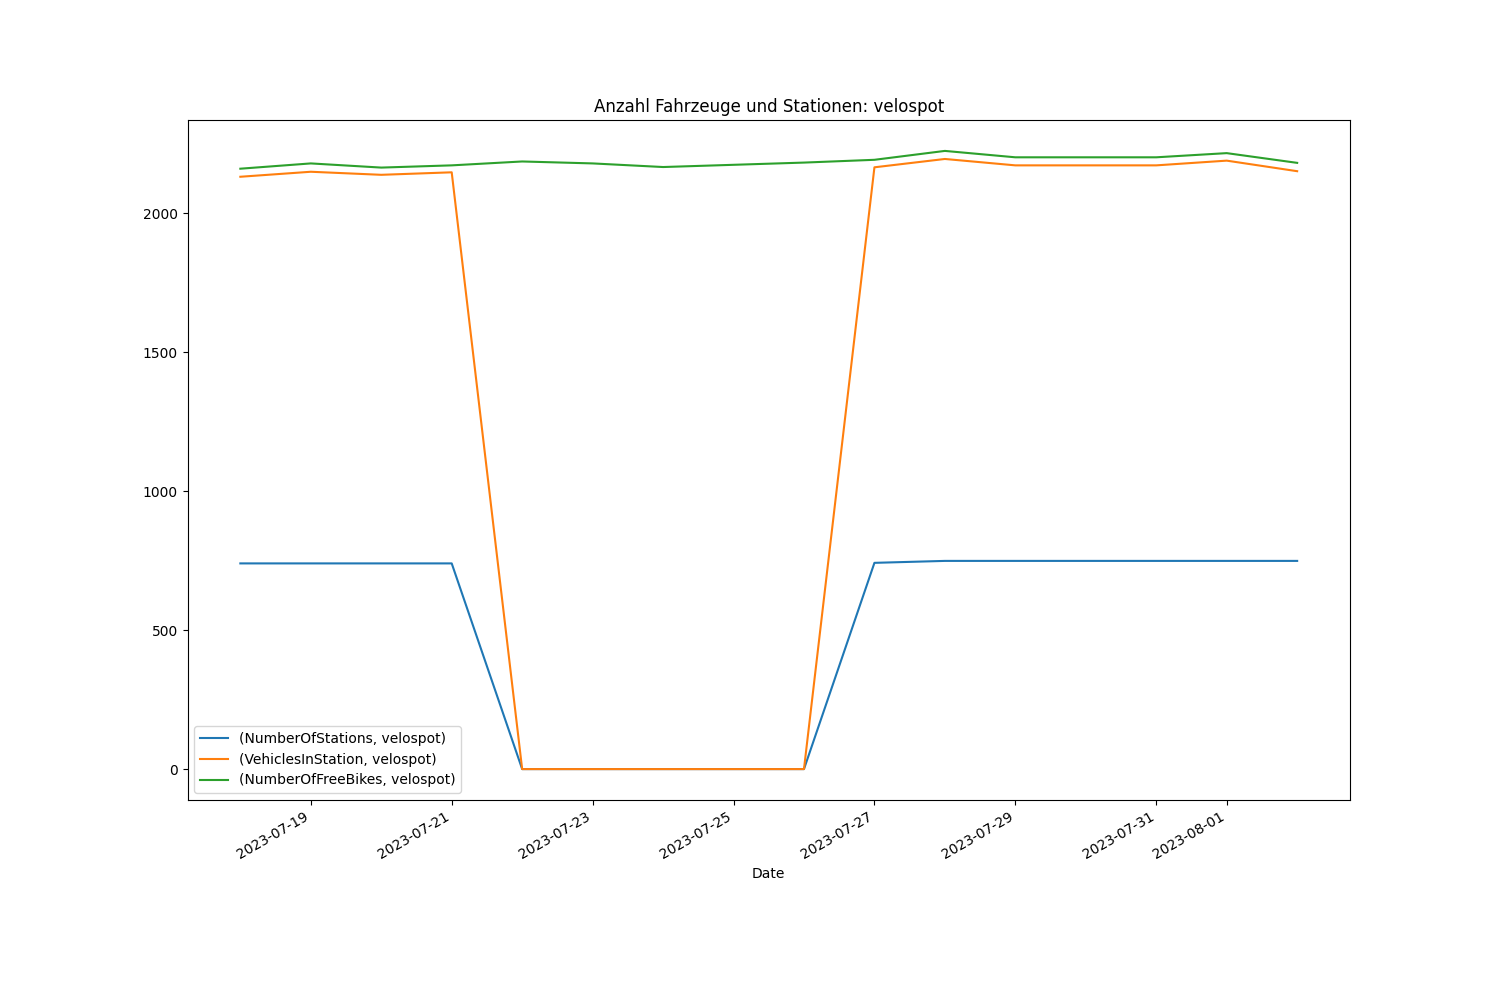 Anzahl Fahrzeuge und Stationen: velospot
2000
1500
1000
500
0
(NumberOfStations, velospot)
(VehiclesInStation, velospot)
(NumberOfFreeBikes, velospot)
2023-07-19
2023-07-21
2023-07-23
2023-07-25
2023-07-27
2023-07-29
2023-07-31
2023-08-01
Date